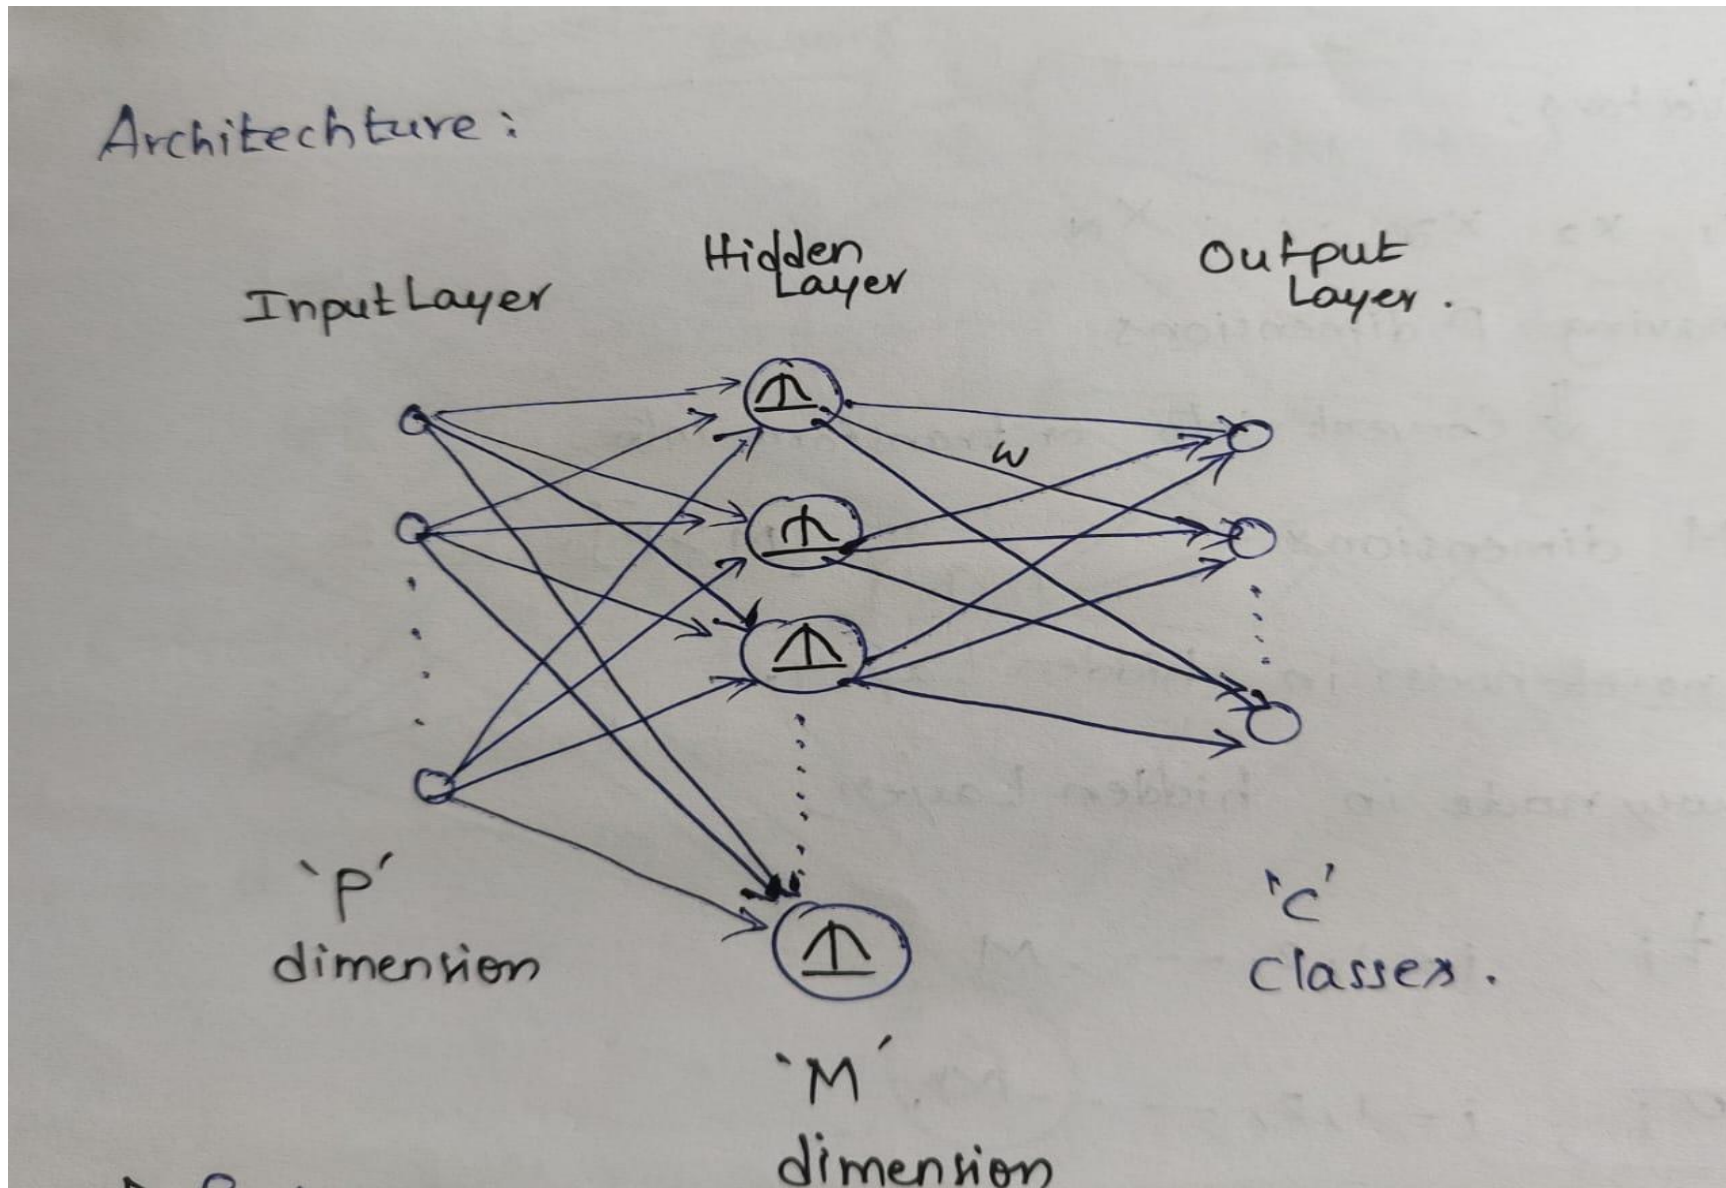 Architechture :
Input Layer
Hidden
Layer
Output
Layer .
w
'P'
dimension
'M'
dimension
'C'
Classes .